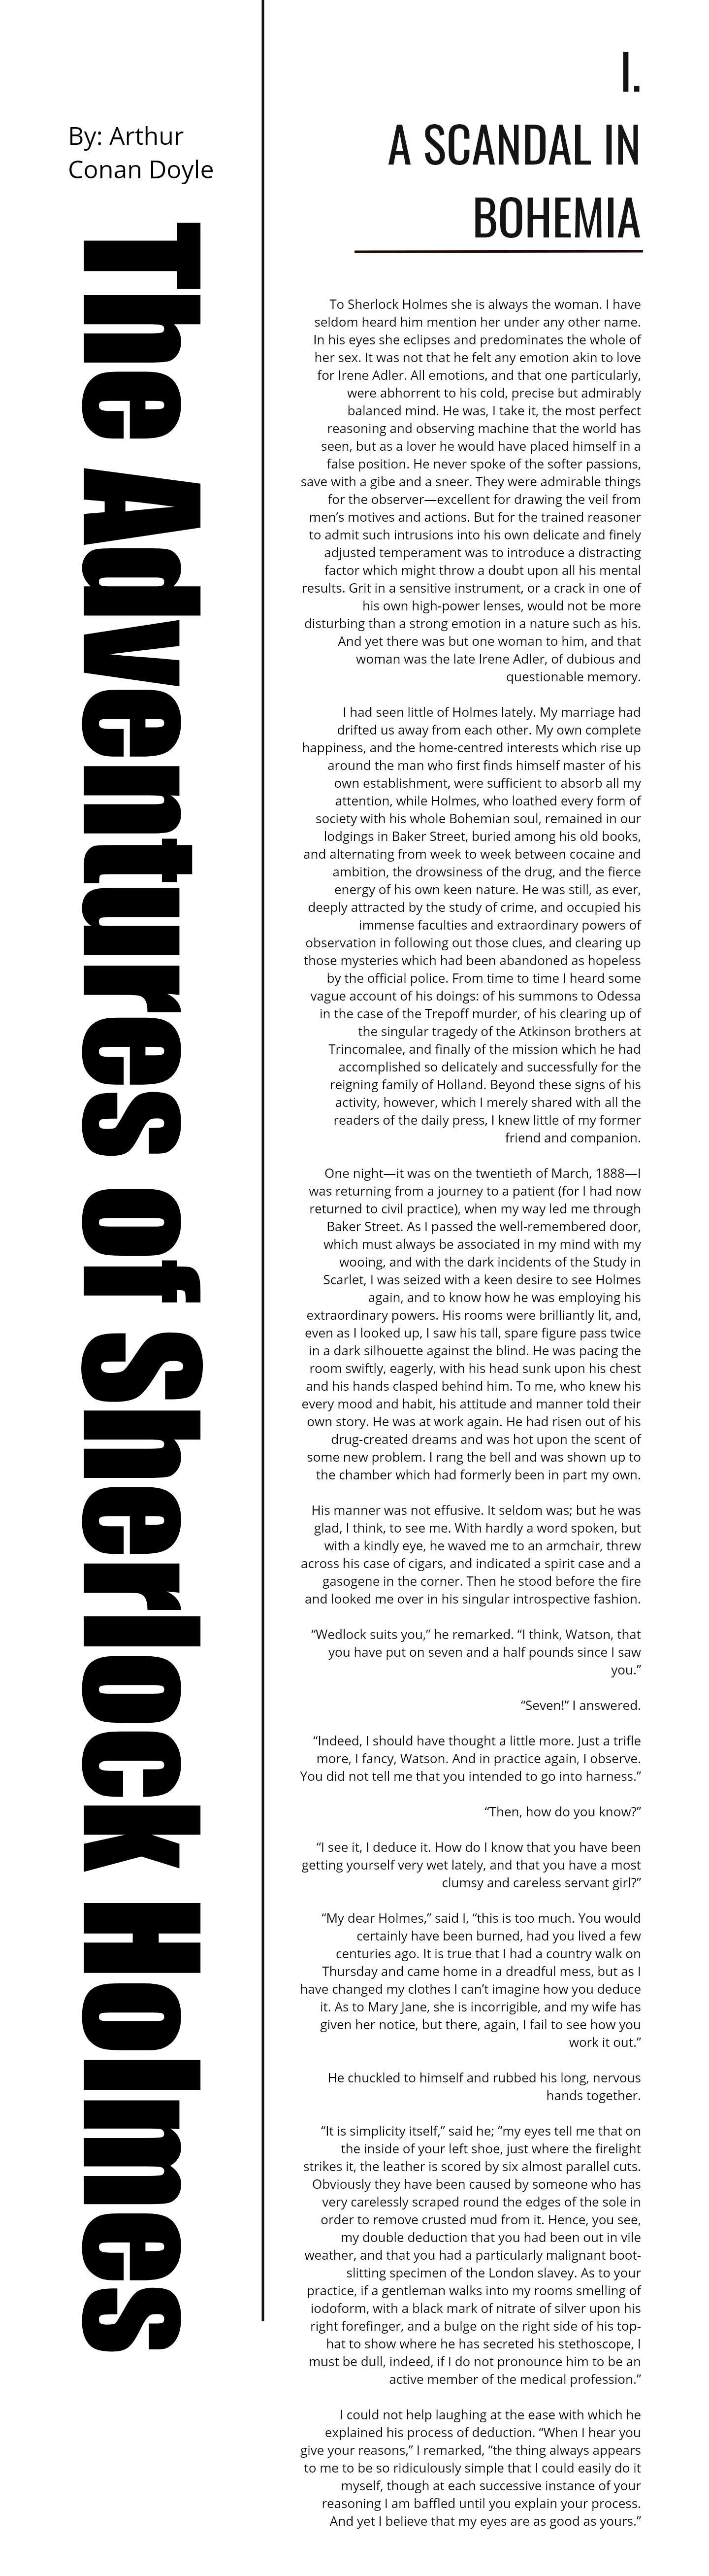 By: Arthur
Conan Doyle
The Adventures of Sherlock Holmes
I.
A SCANDAL IN
BOHEMIA
To Sherlock Holmes she is always the woman. I have
seldom heard him mention her under any other name.
In his eyes she eclipses and predominates the whole of
her sex. It was not that he felt any emotion akin to love
for Irene Adler. All emotions, and that one particularly,
were abhorrent to his cold, precise but admirably
balanced mind. He was, I take it, the most perfect
reasoning and observing machine that the world has
seen, but as a lover he would have placed himself in a
false position. He never spoke of the softer passions,
save with a gibe and a sneer. They were admirable things
for the observer—excellent for drawing the veil from
men’s motives and actions. But for the trained reasoner
to admit such intrusions into his own delicate and finely
adjusted temperament was to introduce a distracting
factor which might throw a doubt upon all his mental
results. Grit in a sensitive instrument, or a crack in one of
his own high-power lenses, would not be more
disturbing than a strong emotion in a nature such as his.
And yet there was but one woman to him, and that
woman was the late Irene Adler, of dubious and
questionable memory.
I had seen little of Holmes lately. My marriage had
drifted us away from each other. My own complete
happiness, and the home-centred interests which rise up
around the man who first finds himself master of his
own establishment, were sufficient to absorb all my
attention, while Holmes, who loathed every form of
society with his whole Bohemian soul, remained in our
lodgings in Baker Street, buried among his old books,
and alternating from week to week between cocaine and
ambition, the drowsiness of the drug, and the fierce
energy of his own keen nature. He was still, as ever,
deeply attracted by the study of crime, and occupied his
immense faculties and extraordinary powers of
observation in following out those clues, and clearing up
those mysteries which had been abandoned as hopeless
by the official police. From time to time I heard some
vague account of his doings: of his summons to Odessa
in the case of the Trepoff murder, of his clearing up of
the singular tragedy of the Atkinson brothers at
Trincomalee, and finally of the mission which he had
accomplished so delicately and successfully for the
reigning family of Holland. Beyond these signs of his
activity, however, which I merely shared with all the
readers of the daily press, I knew little of my former
friend and companion.
One night—it was on the twentieth of March, 1888—I
was returning from a journey to a patient (for I had now
returned to civil practice), when my way led me through
Baker Street. As I passed the well-remembered door,
which must always be associated in my mind with my
wooing, and with the dark incidents of the Study in
Scarlet, I was seized with a keen desire to see Holmes
again, and to know how he was employing his
extraordinary powers. His rooms were brilliantly lit, and,
even as I looked up, I saw his tall, spare figure pass twice
in a dark silhouette against the blind. He was pacing the
room swiftly, eagerly, with his head sunk upon his chest
and his hands clasped behind him. To me, who knew his
every mood and habit, his attitude and manner told their
own story. He was at work again. He had risen out of his
drug-created dreams and was hot upon the scent of
some new problem. I rang the bell and was shown up to
the chamber which had formerly been in part my own.
His manner was not effusive. It seldom was; but he was
glad, I think, to see me. With hardly a word spoken, but
with a kindly eye, he waved me to an armchair, threw
across his case of cigars, and indicated a spirit case and a
gasogene in the corner. Then he stood before the fire
and looked me over in his singular introspective fashion.
“Wedlock suits you,” he remarked. “I think, Watson, that
you have put on seven and a half pounds since I saw
you.”
“Seven!” I answered.
“Indeed, I should have thought a little more. Just a trifle
more, I fancy, Watson. And in practice again, I observe.
You did not tell me that you intended to go into harness.”
“Then, how do you know?”
“I see it, I deduce it. How do I know that you have been
getting yourself very wet lately, and that you have a most
clumsy and careless servant girl?”
“My dear Holmes,” said I, “this is too much. You would
certainly have been burned, had you lived a few
centuries ago. It is true that I had a country walk on
Thursday and came home in a dreadful mess, but as I
have changed my clothes I can’t imagine how you deduce
it. As to Mary Jane, she is incorrigible, and my wife has
given her notice, but there, again, I fail to see how you
work it out.”
He chuckled to himself and rubbed his long, nervous
hands together.
“It is simplicity itself,” said he; “my eyes tell me that on
the inside of your left shoe, just where the firelight
strikes it, the leather is scored by six almost parallel cuts.
Obviously they have been caused by someone who has
very carelessly scraped round the edges of the sole in
order to remove crusted mud from it. Hence, you see,
my double deduction that you had been out in vile
weather, and that you had a particularly malignant boot-
slitting specimen of the London slavey. As to your
practice, if a gentleman walks into my rooms smelling of
iodoform, with a black mark of nitrate of silver upon his
right forefinger, and a bulge on the right side of his top-
hat to show where he has secreted his stethoscope, I
must be dull, indeed, if I do not pronounce him to be an
active member of the medical profession.”
I could not help laughing at the ease with which he
explained his process of deduction. “When I hear you
give your reasons,” I remarked, “the thing always appears
to me to be so ridiculously simple that I could easily do it
myself, though at each successive instance of your
reasoning I am baffled until you explain your process.
And yet I believe that my eyes are as good as yours.”